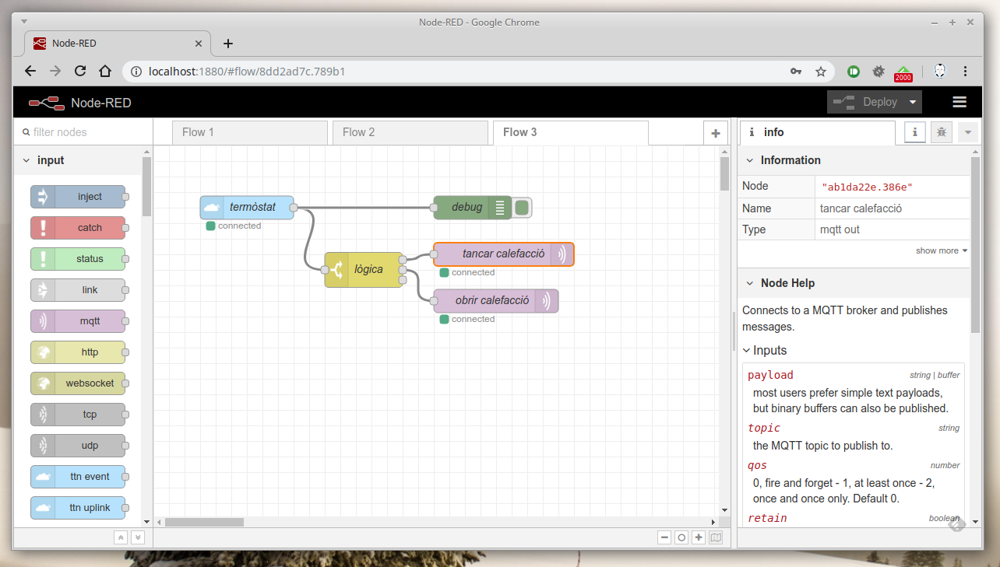 Node-RED - Google Chrome
Node-RED
localhost:1880/#flow/8dd2ad7c.789b1
2000
Node-RED
Deploy
filter nodes
Flow 1
Flow 2
Flow 3
info
input
inject
catch
status
link
mqtt
http
websocket
tcp
udp
ttn event
ttn uplink
termòstat
connected
debug
lògica
tancar calefacció
connected
obrir calefacció
connected
Information
Node "ab1da22e.386e"
Name tancar calefacció
Type mqtt out
show more
Node Help
Connects to a MQTT broker and publishes
messages.
Inputs
payload string | buffer
most users prefer simple text payloads,
but binary buffers can also be published.
topic string
the MQTT topic to publish to.
qos number
0, fire and forget - 1, at least once - 2,
once and once only. Default 0.
retain boolean